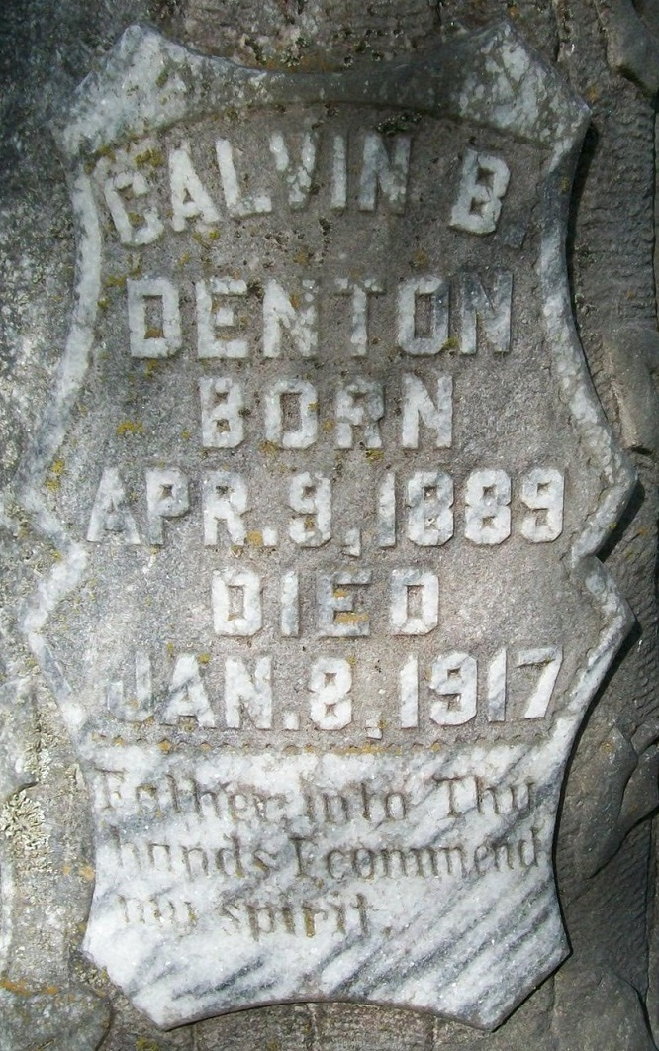 CALVIN B.
DENTON
BORN
APR. 9, 1889
DIED
JAN. 8, 1917
Father, into Thy
hands I commend
my spirit.